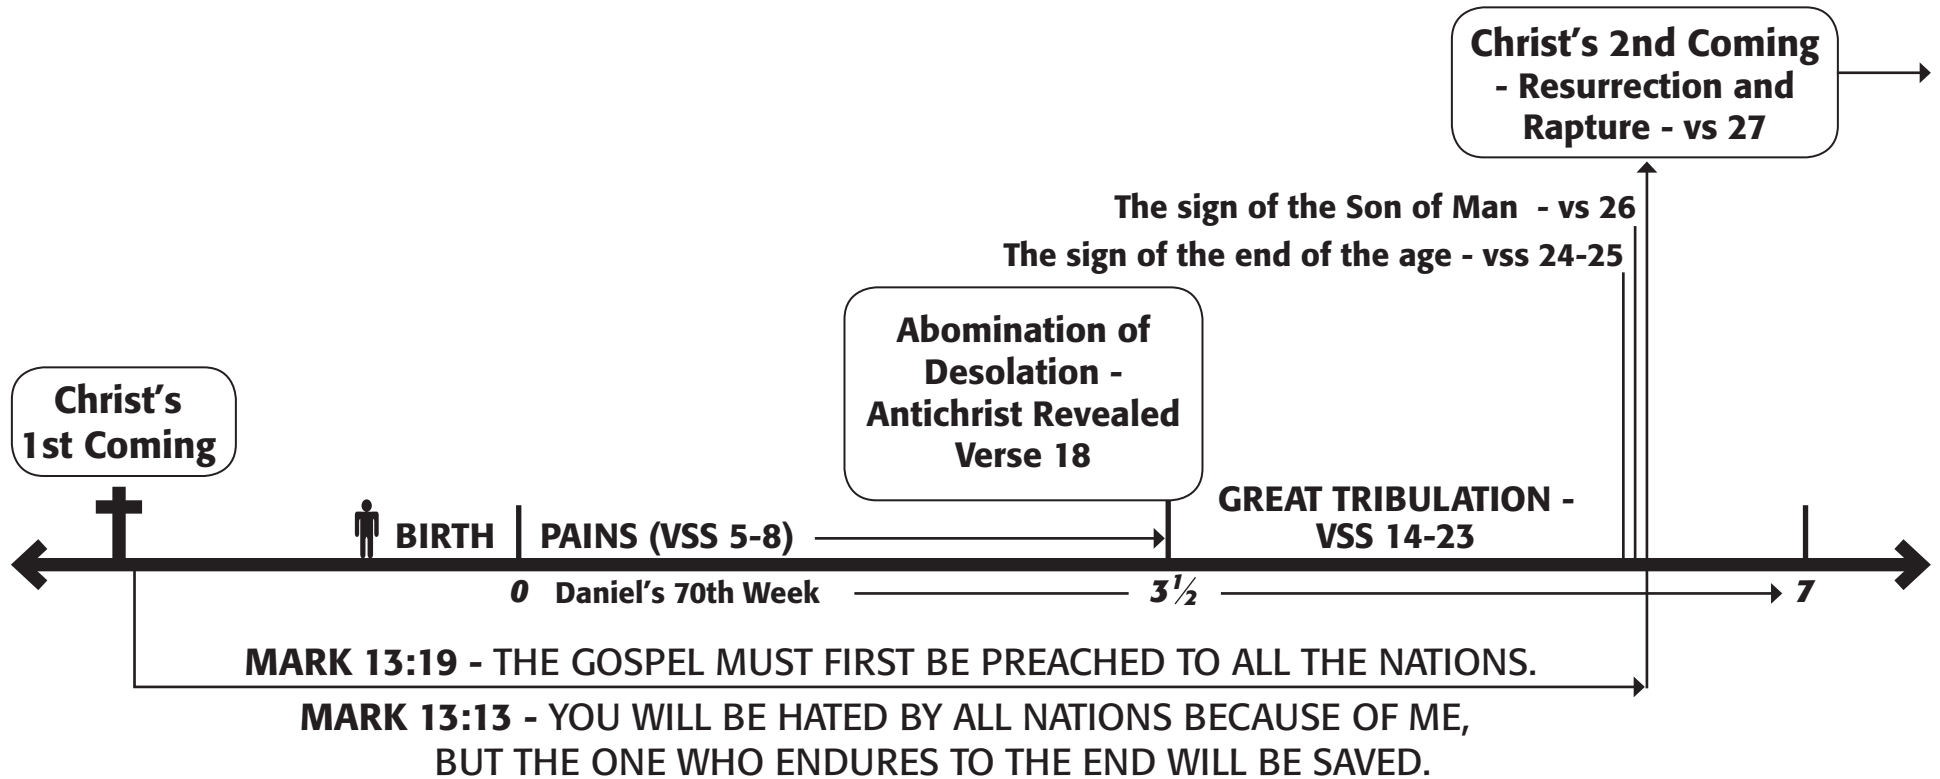 Christ’s 2nd Coming
- Resurrection and
Rapture - vs 27
The sign of the Son of Man - vs 26
The sign of the end of the age - vss 24-25
Abomination of
Desolation -
Antichrist Revealed
Verse 18
Christ’s
1st Coming
GREAT TRIBULATION -
VSS 14-23
BIRTH PAINS (VSS 5-8)
0 Daniel’s 70th Week 3 ½ 7
MARK 13:19 - THE GOSPEL MUST FIRST BE PREACHED TO ALL THE NATIONS.
MARK 13:13 - YOU WILL BE HATED BY ALL NATIONS BECAUSE OF ME,
BUT THE ONE WHO ENDURES TO THE END WILL BE SAVED.